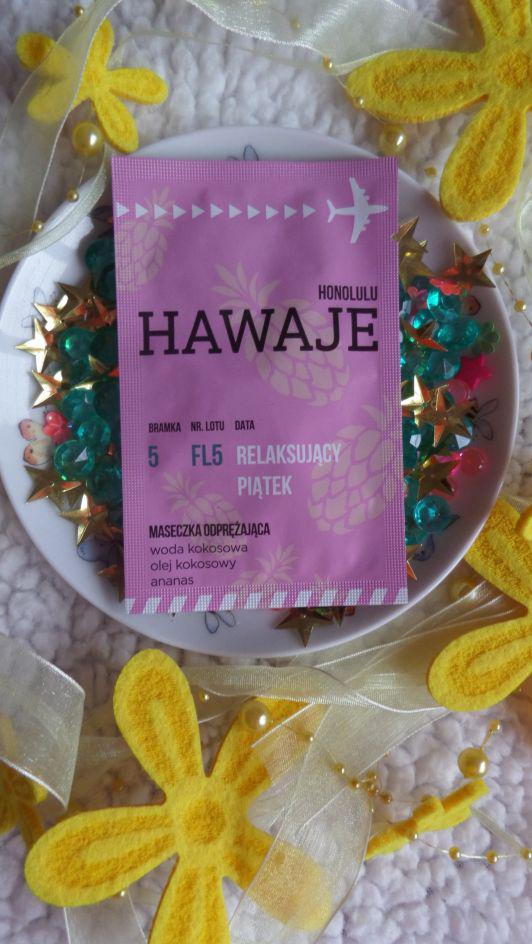 HONOLULU
HAWAJE
BRAMKA NR. LOTU DATA
5 FL5 RELAKSUJĄCY
PIĄTEK
MASECZKA ODPRĘŻAJĄCA
woda kokosowa
olej kokosowy
ananas